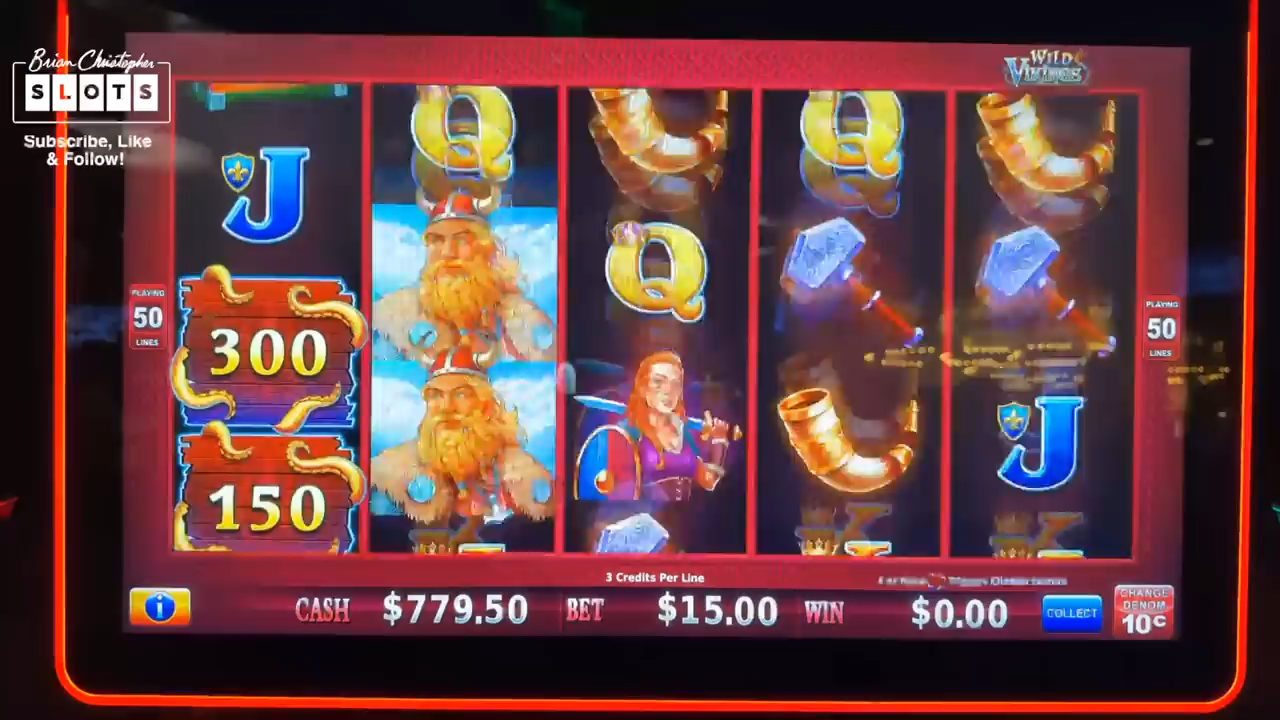 Brian Christopher
SLOTS
Subscribe, Like
& Follow!
WILD
VIKINGS
Q
Q
J
Q
PLAYING
50
LINES
PLAYING
50
LINES
300
J
150
3 Credits Per Line
CASH $779.50 BET $15.00 WIN $0.00
COLLECT
CHANGE
DENOM
10¢